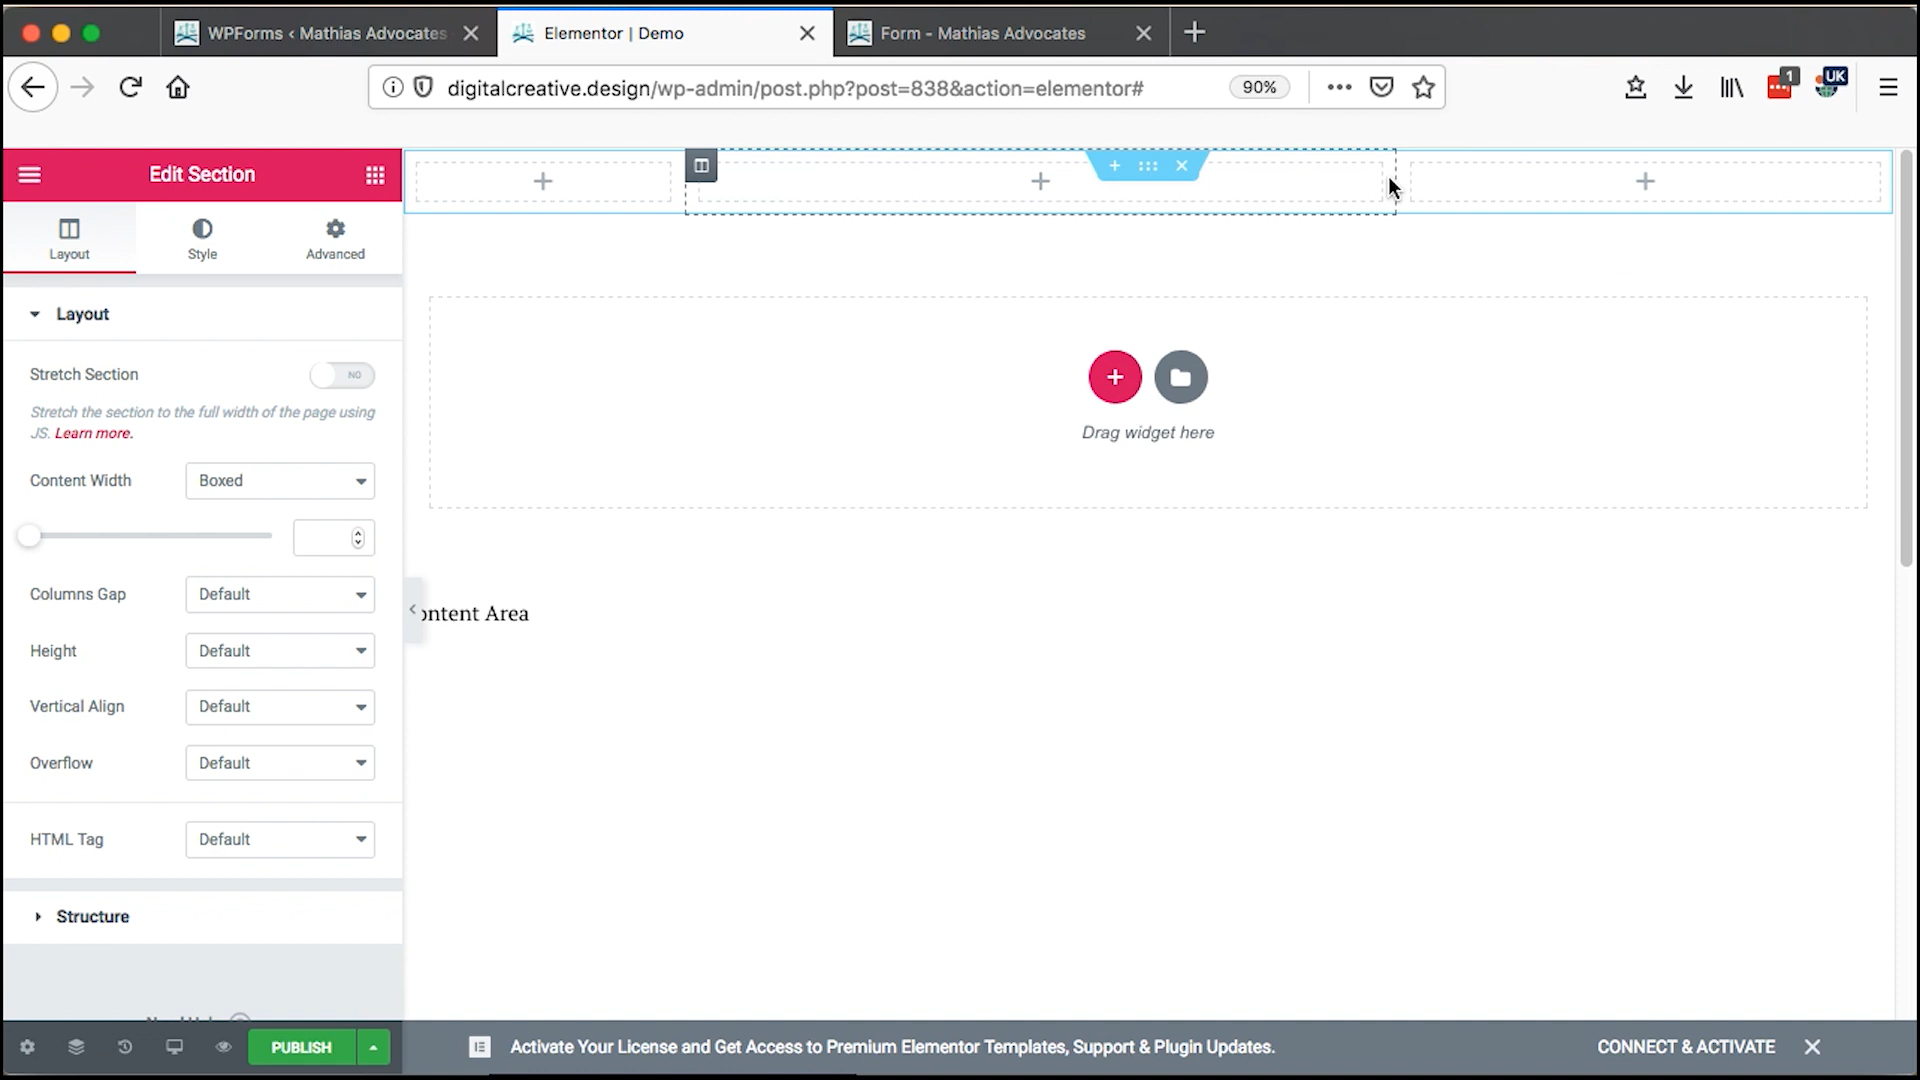 WPForms ‹ Mathias Advocates
Elementor | Demo
Form - Mathias Advocates
digitalcreative.design/wp-admin/post.php?post=838&action=elementor#
90%
1
UK
Edit Section
Layout
Style
Advanced
Layout
Stretch Section
NO
Stretch the section to the full width of the page using
JS. Learn more.
Content Width
Boxed
Columns Gap
Default
Height
Default
Vertical Align
Default
Overflow
Default
HTML Tag
Default
Structure
Drag widget here
ontent Area
PUBLISH
Activate Your License and Get Access to Premium Elementor Templates, Support & Plugin Updates.
CONNECT & ACTIVATE